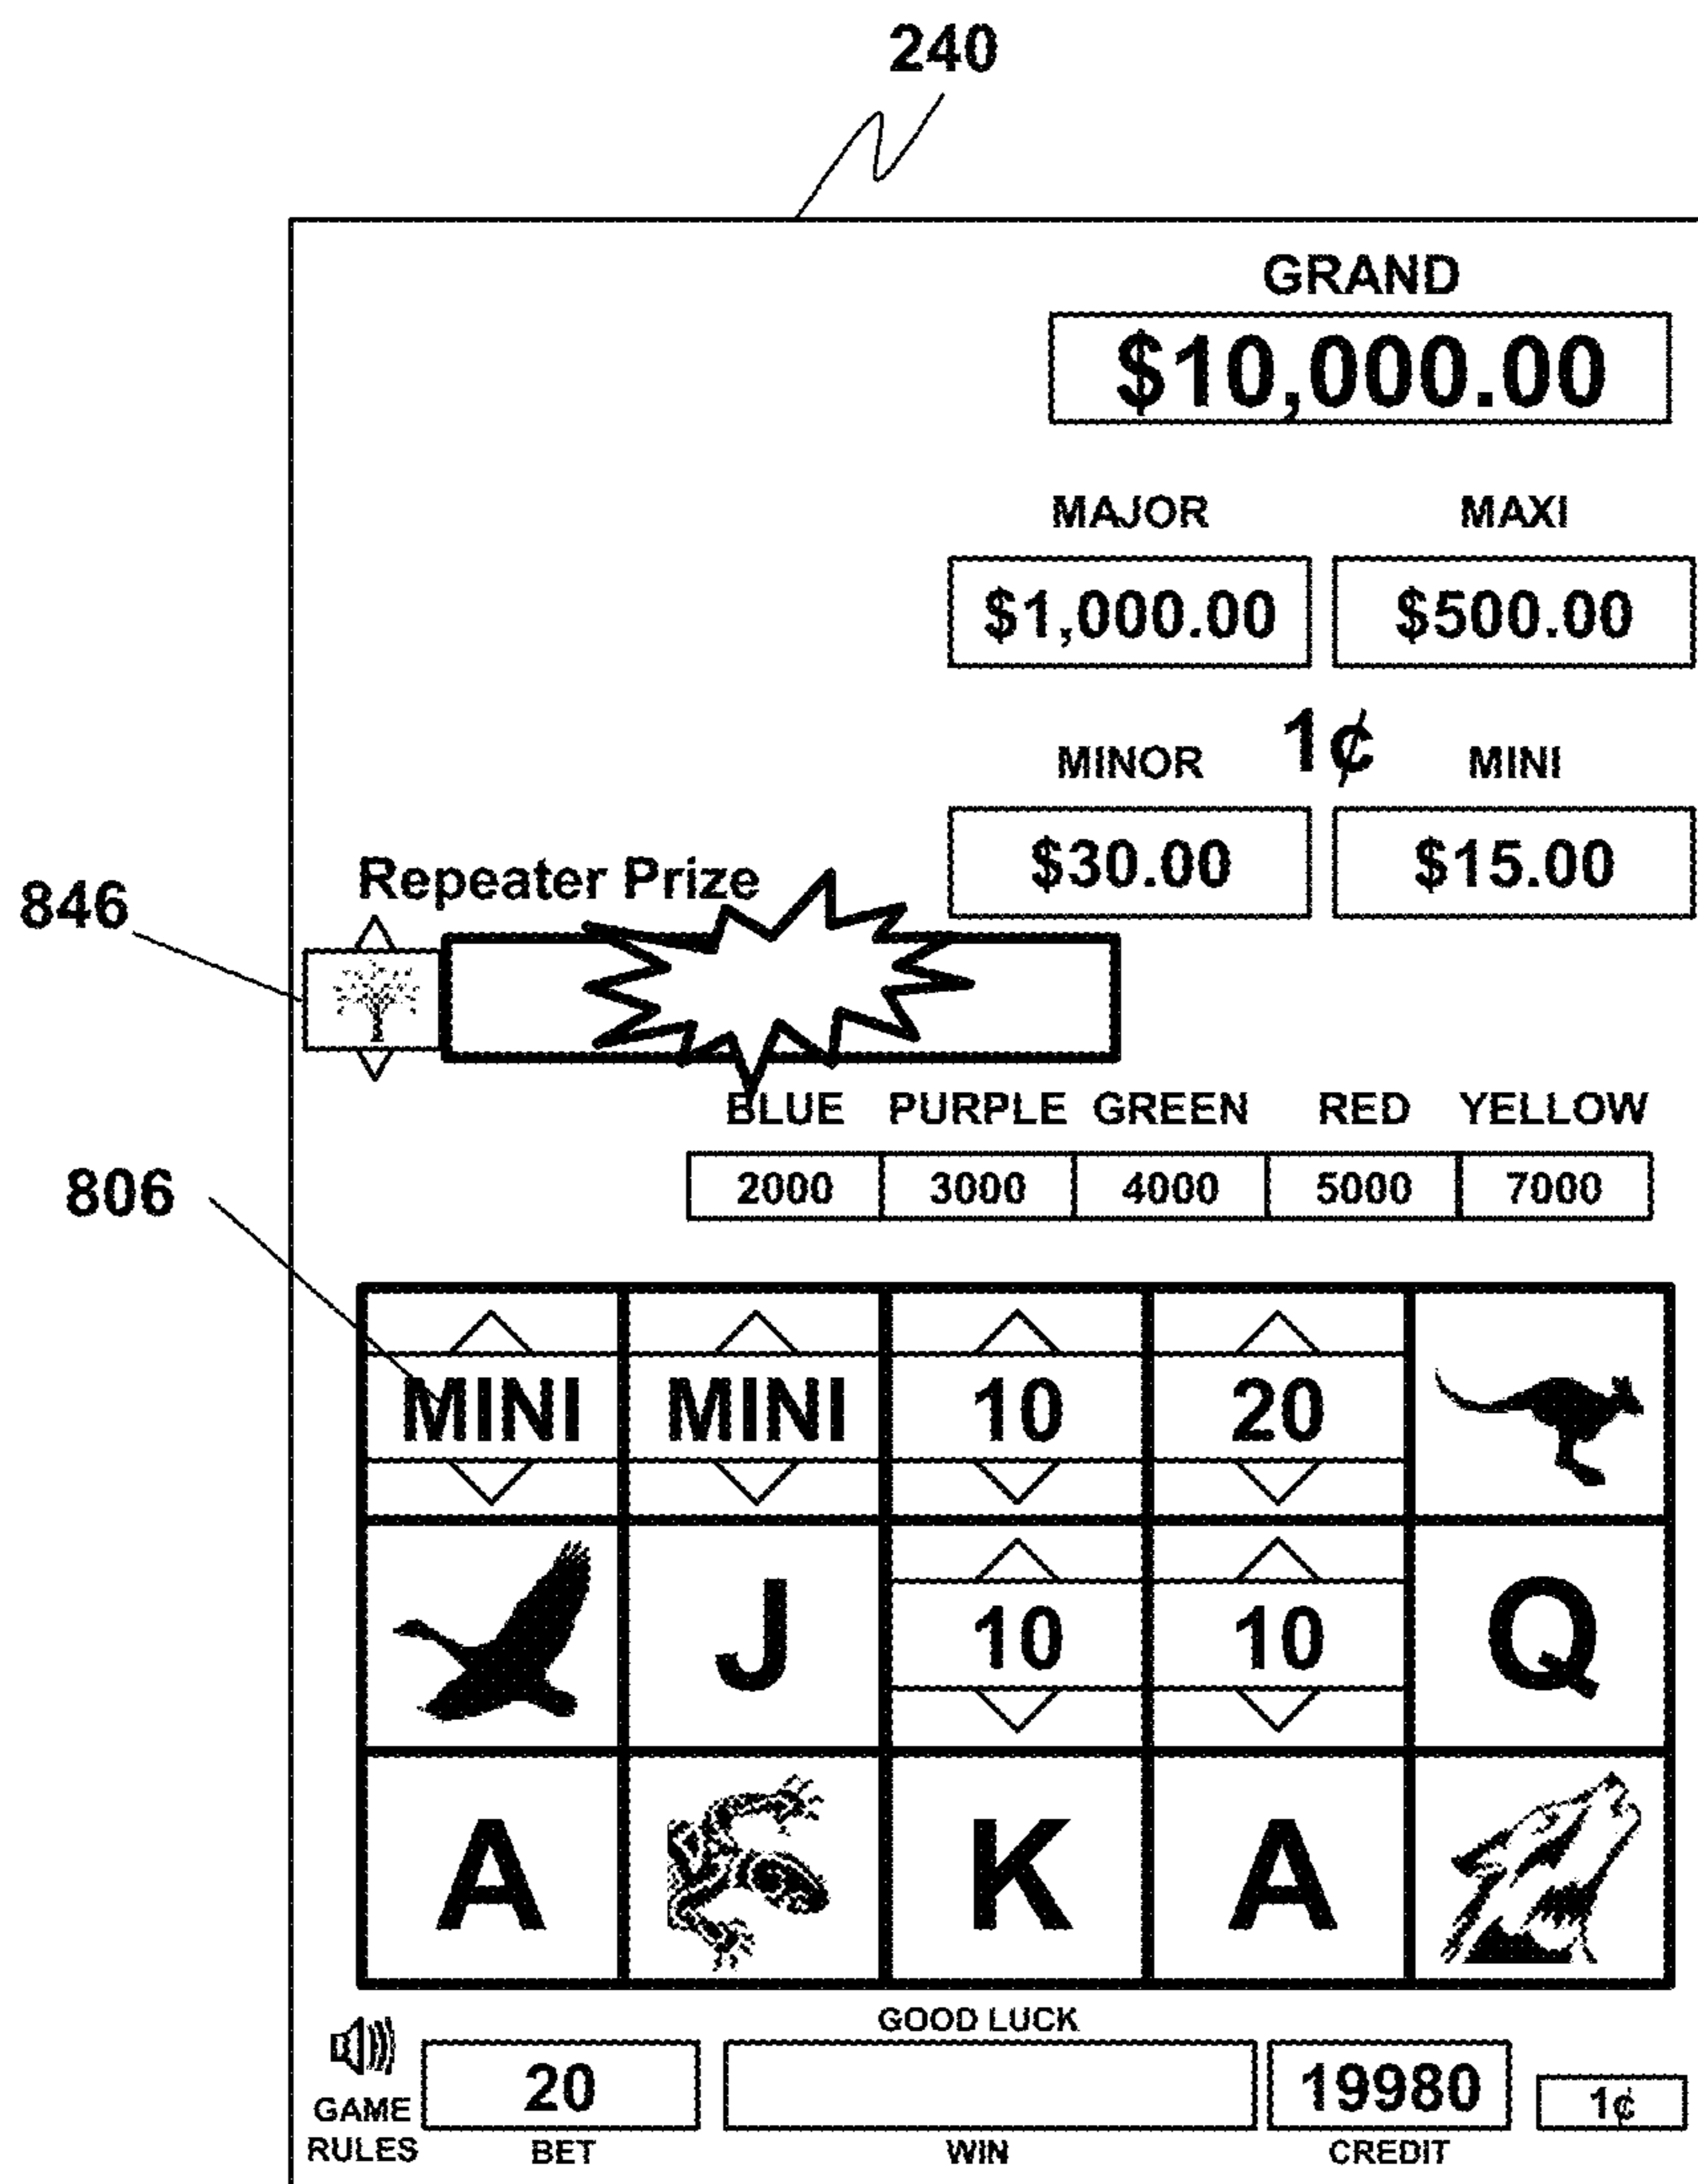 240
GRAND
$10,000.00
MAJOR MAXI
$1,000.00 $500.00
1¢
MINOR MINI
$30.00 $15.00
Repeater Prize
846
BLUE PURPLE GREEN RED YELLOW
2000 3000 4000 5000 7000
806
MINI MINI 10 20
J 10 10 Q
A K A
GOOD LUCK
20 19980 1¢
GAME RULES BET WIN CREDIT